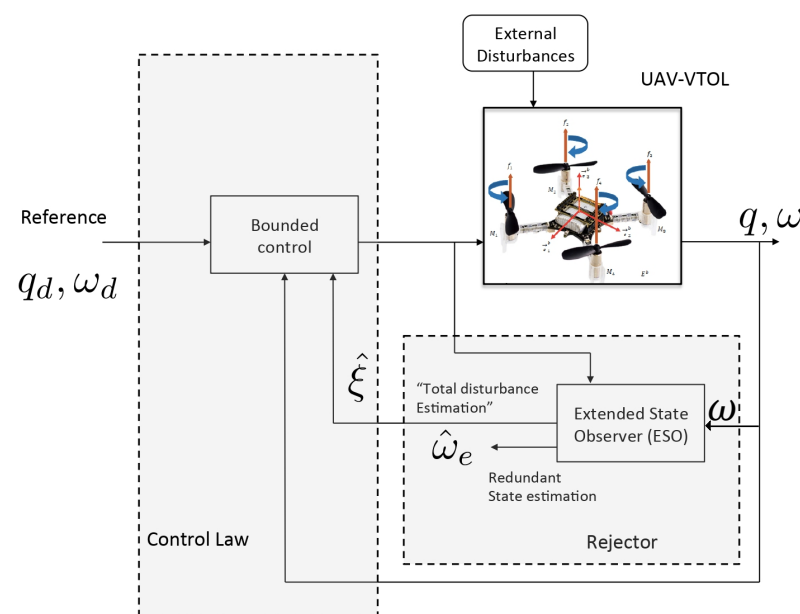 External
Disturbances
UAV-VTOL
Reference
q_d, ω_d
Bounded
control
q, ω
ξ̂
"Total disturbance
Estimation"
ω̂_e
Extended State
Observer (ESO)
ω
Redundant
State estimation
Control Law
Rejector